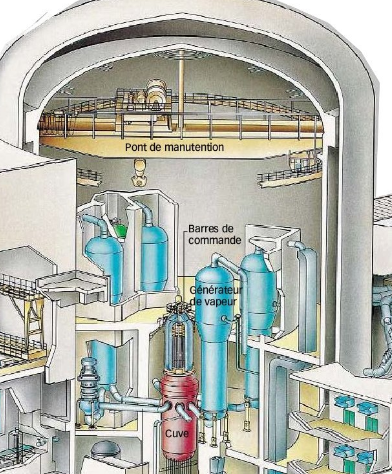 Pont de manutention
Barres de
commande
Générateur
de vapeur
Cuve